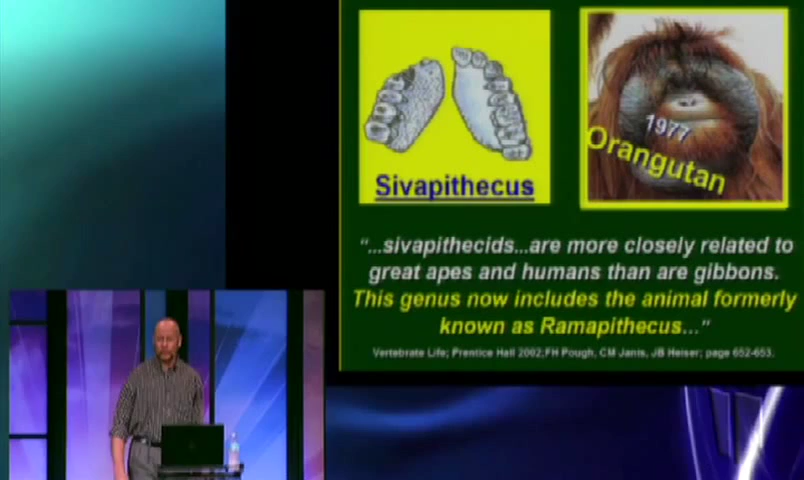 Sivapithecus
1977
Orangutan
"...sivapithecids...are more closely related to
great apes and humans than are gibbons.
This genus now includes the animal formerly
known as Ramapithecus..."
Vertebrate Life; Prentice Hall 2002;FH Pough, CM Janis, JB Heiser; page 652-653.